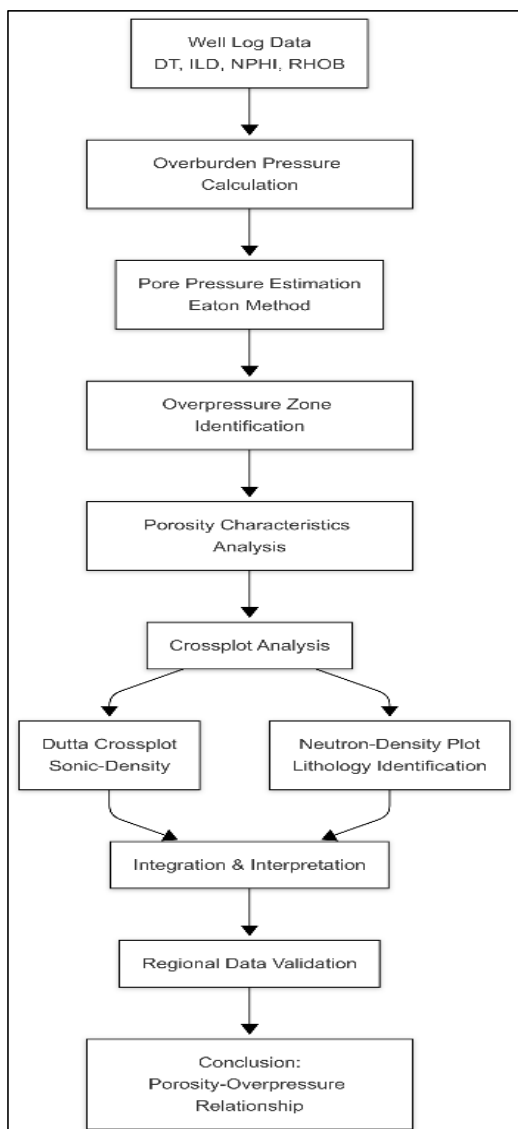 Well Log Data
DT, ILD, NPHI, RHOB
Overburden Pressure
Calculation
Pore Pressure Estimation
Eaton Method
Overpressure Zone
Identification
Porosity Characteristics
Analysis
Crossplot Analysis
Dutta Crossplot
Sonic-Density
Neutron-Density Plot
Lithology Identification
Integration & Interpretation
Regional Data Validation
Conclusion:
Porosity-Overpressure
Relationship